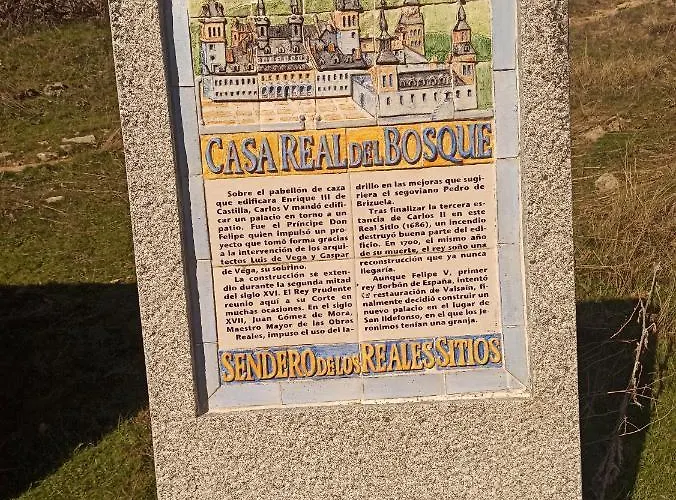 CASA REAL DEL BOSQUE
Sobre el pabellón de caza
que edificara Enrique III de
Castilla, Carlos V mandó edifi-
car un palacio en torno a un
patio. Fue el Príncipe Don
Felipe quien impulsó un pro-
yecto que tomó forma gracias
a la intervención de los arqui-
tectos Luis de Vega y Gaspar
de Vega, su sobrino.
La construcción se exten-
dió durante la segunda mitad
del siglo XVI. El Rey Prudente
reunio aquí a su Corte en
muchas ocasiones. En el siglo
XVII, Juan Gómez de Mora,
Maestro Mayor de las Obras
Reales, impuso el uso del la-
drillo en las mejoras que sugi-
riera el segoviano Pedro de
Brizuela.
Tras finalizar la tercera es-
tancia de Carlos II en este
Real Sitio (1686), un incendio
destruyó buena parte del edi-
ficio. En 1700, el mismo año
de su muerte, el rey soño una
reconstrucción que ya nunca
llegaría.
Aunque Felipe V, primer
rey Borbón de España, intentó
la restauración de Valsaín, fi-
nalmente decidió construir un
nuevo palacio en el lugar de
San Ildefonso, en el que los Je-
ronimos tenían una granja.
SENDERO DE LOS REALES SITIOS